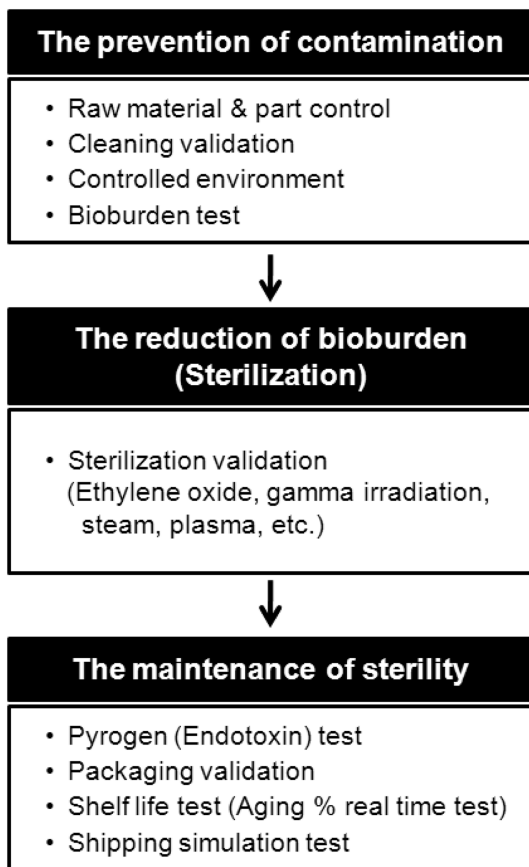 The prevention of contamination
• Raw material & part control
• Cleaning validation
• Controlled environment
• Bioburden test
The reduction of bioburden
(Sterilization)
• Sterilization validation
(Ethylene oxide, gamma irradiation,
steam, plasma, etc.)
The maintenance of sterility
• Pyrogen (Endotoxin) test
• Packaging validation
• Shelf life test (Aging % real time test)
• Shipping simulation test